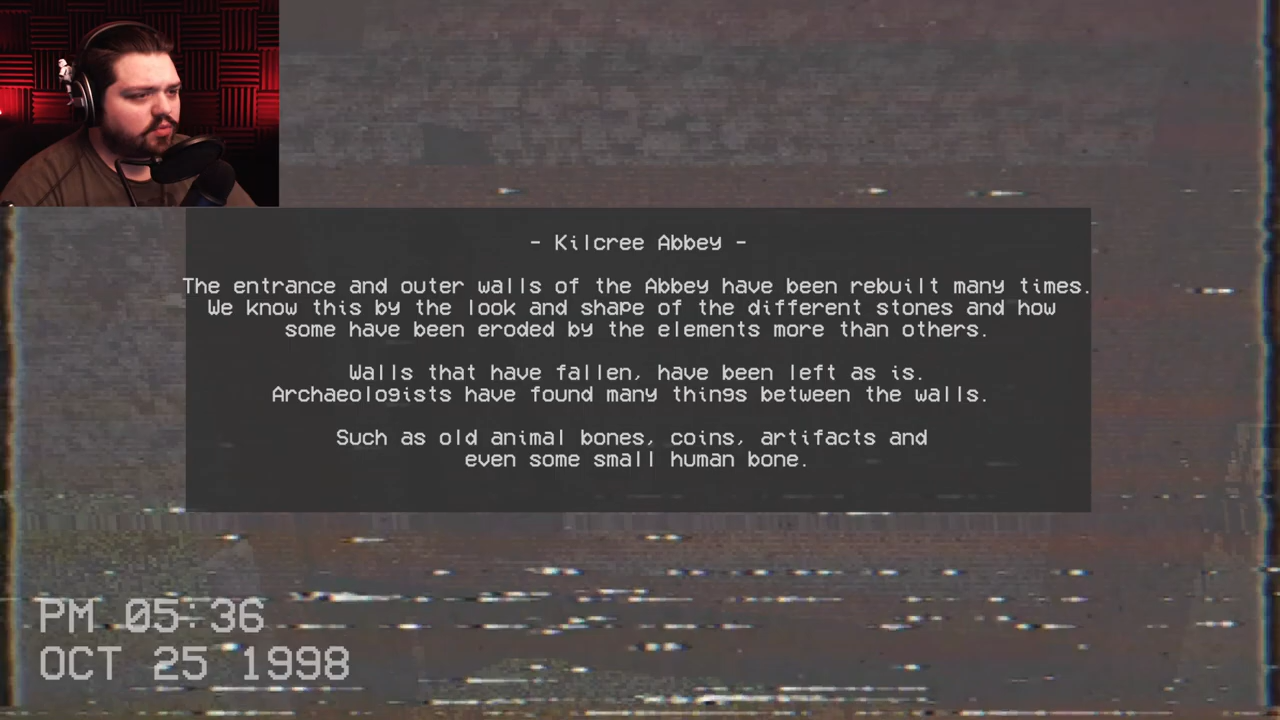 - Kilcree Abbey -
The entrance and outer walls of the Abbey have been rebuilt many times.
We know this by the look and shape of the different stones and how
some have been eroded by the elements more than others.
Walls that have fallen, have been left as is.
Archaeologists have found many things between the walls.
Such as old animal bones, coins, artifacts and
even some small human bone.
PM 05:36
OCT 25 1998